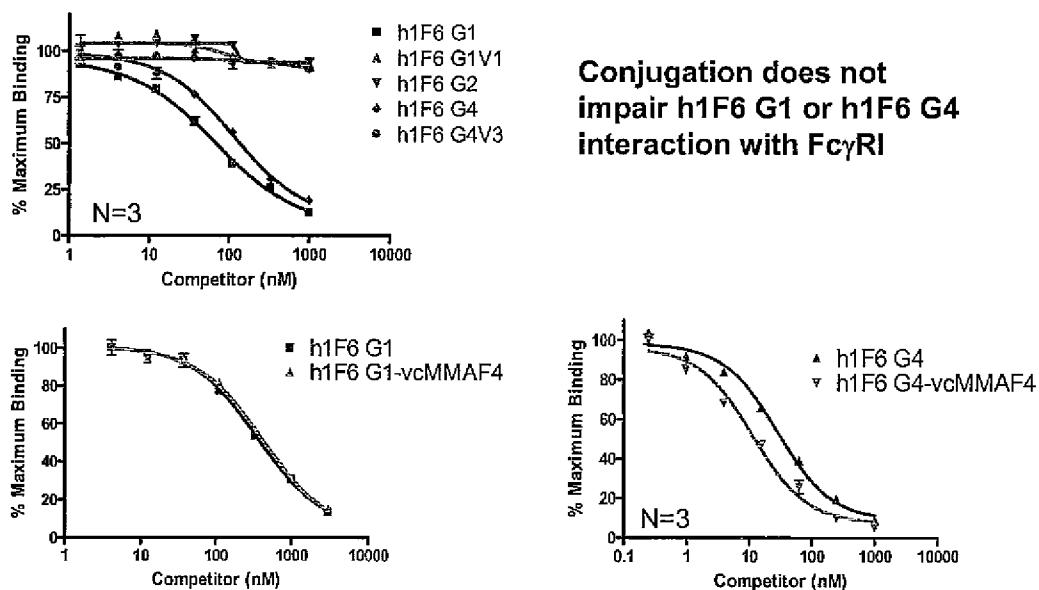 % Maximum Binding
100
75
50
25
0
N=3
1
10
100
1000
10000
Competitor (nM)
h1F6 G1
h1F6 G1V1
h1F6 G2
h1F6 G4
h1F6 G4V3
Conjugation does not
impair h1F6 G1 or h1F6 G4
interaction with FcγRI
% Maximum Binding
100
80
60
40
20
0
1
10
100
1000
10000
Competitor (nM)
h1F6 G1
h1F6 G1-vcMMAF4
% Maximum Binding
100
80
60
40
20
0
N=3
0.1
1
10
100
1000
10000
Competitor (nM)
h1F6 G4
h1F6 G4-vcMMAF4